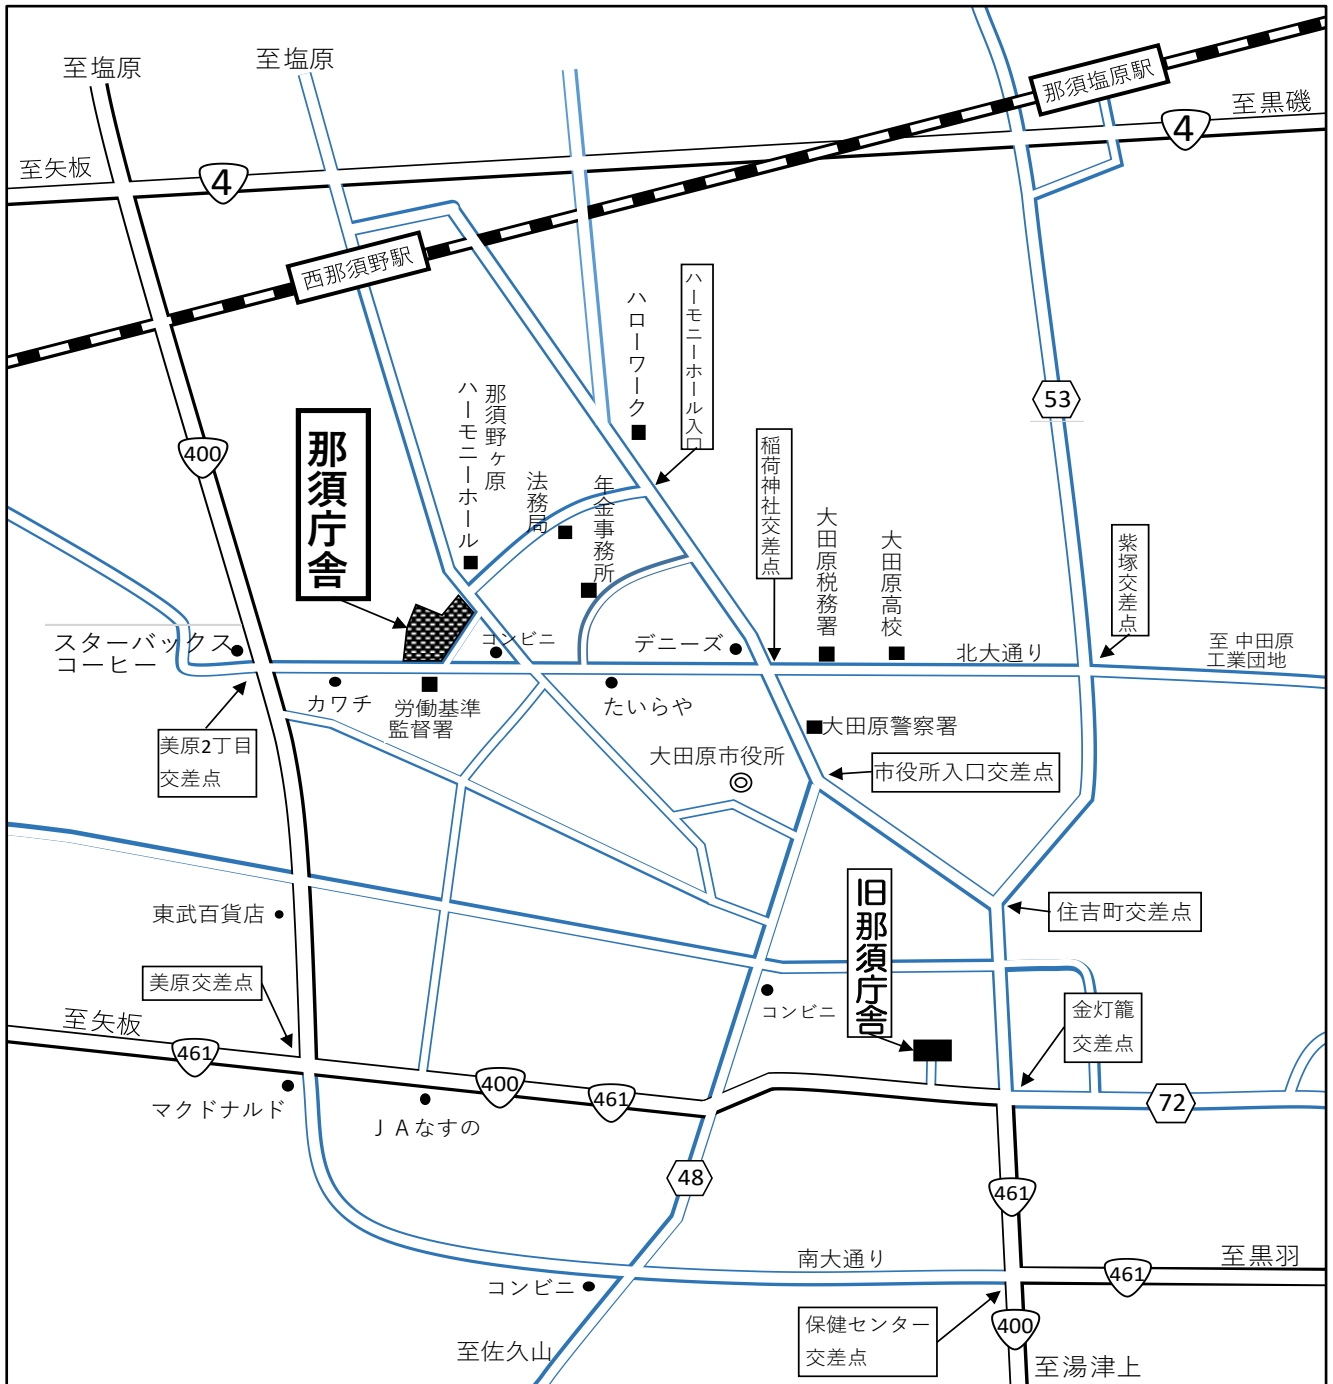 至塩原
至塩原
那須塩原駅
至黒磯
4
至矢板
4
西那須野駅
ハーモニーホール入口
ハローワーク
那須野ヶ原
ハーモニーホール
53
那須庁舎
400
稲荷神社交差点
法務局
年金事務所
大田原税務署
大田原高校
紫塚交差点
スターバックス
コーヒー
コンビニ
デニーズ
北大通り
至 中田原
工業団地
カワチ
労働基準
監督署
たいらや
大田原警察署
美原2丁目
交差点
大田原市役所
市役所入口交差点
旧那須庁舎
東武百貨店
住吉町交差点
美原交差点
コンビニ
金灯籠
交差点
至矢板
461
400
461
マクドナルド
ＪＡなすの
72
48
461
南大通り
至黒羽
461
コンビニ
保健センター
交差点
400
至佐久山
至湯津上